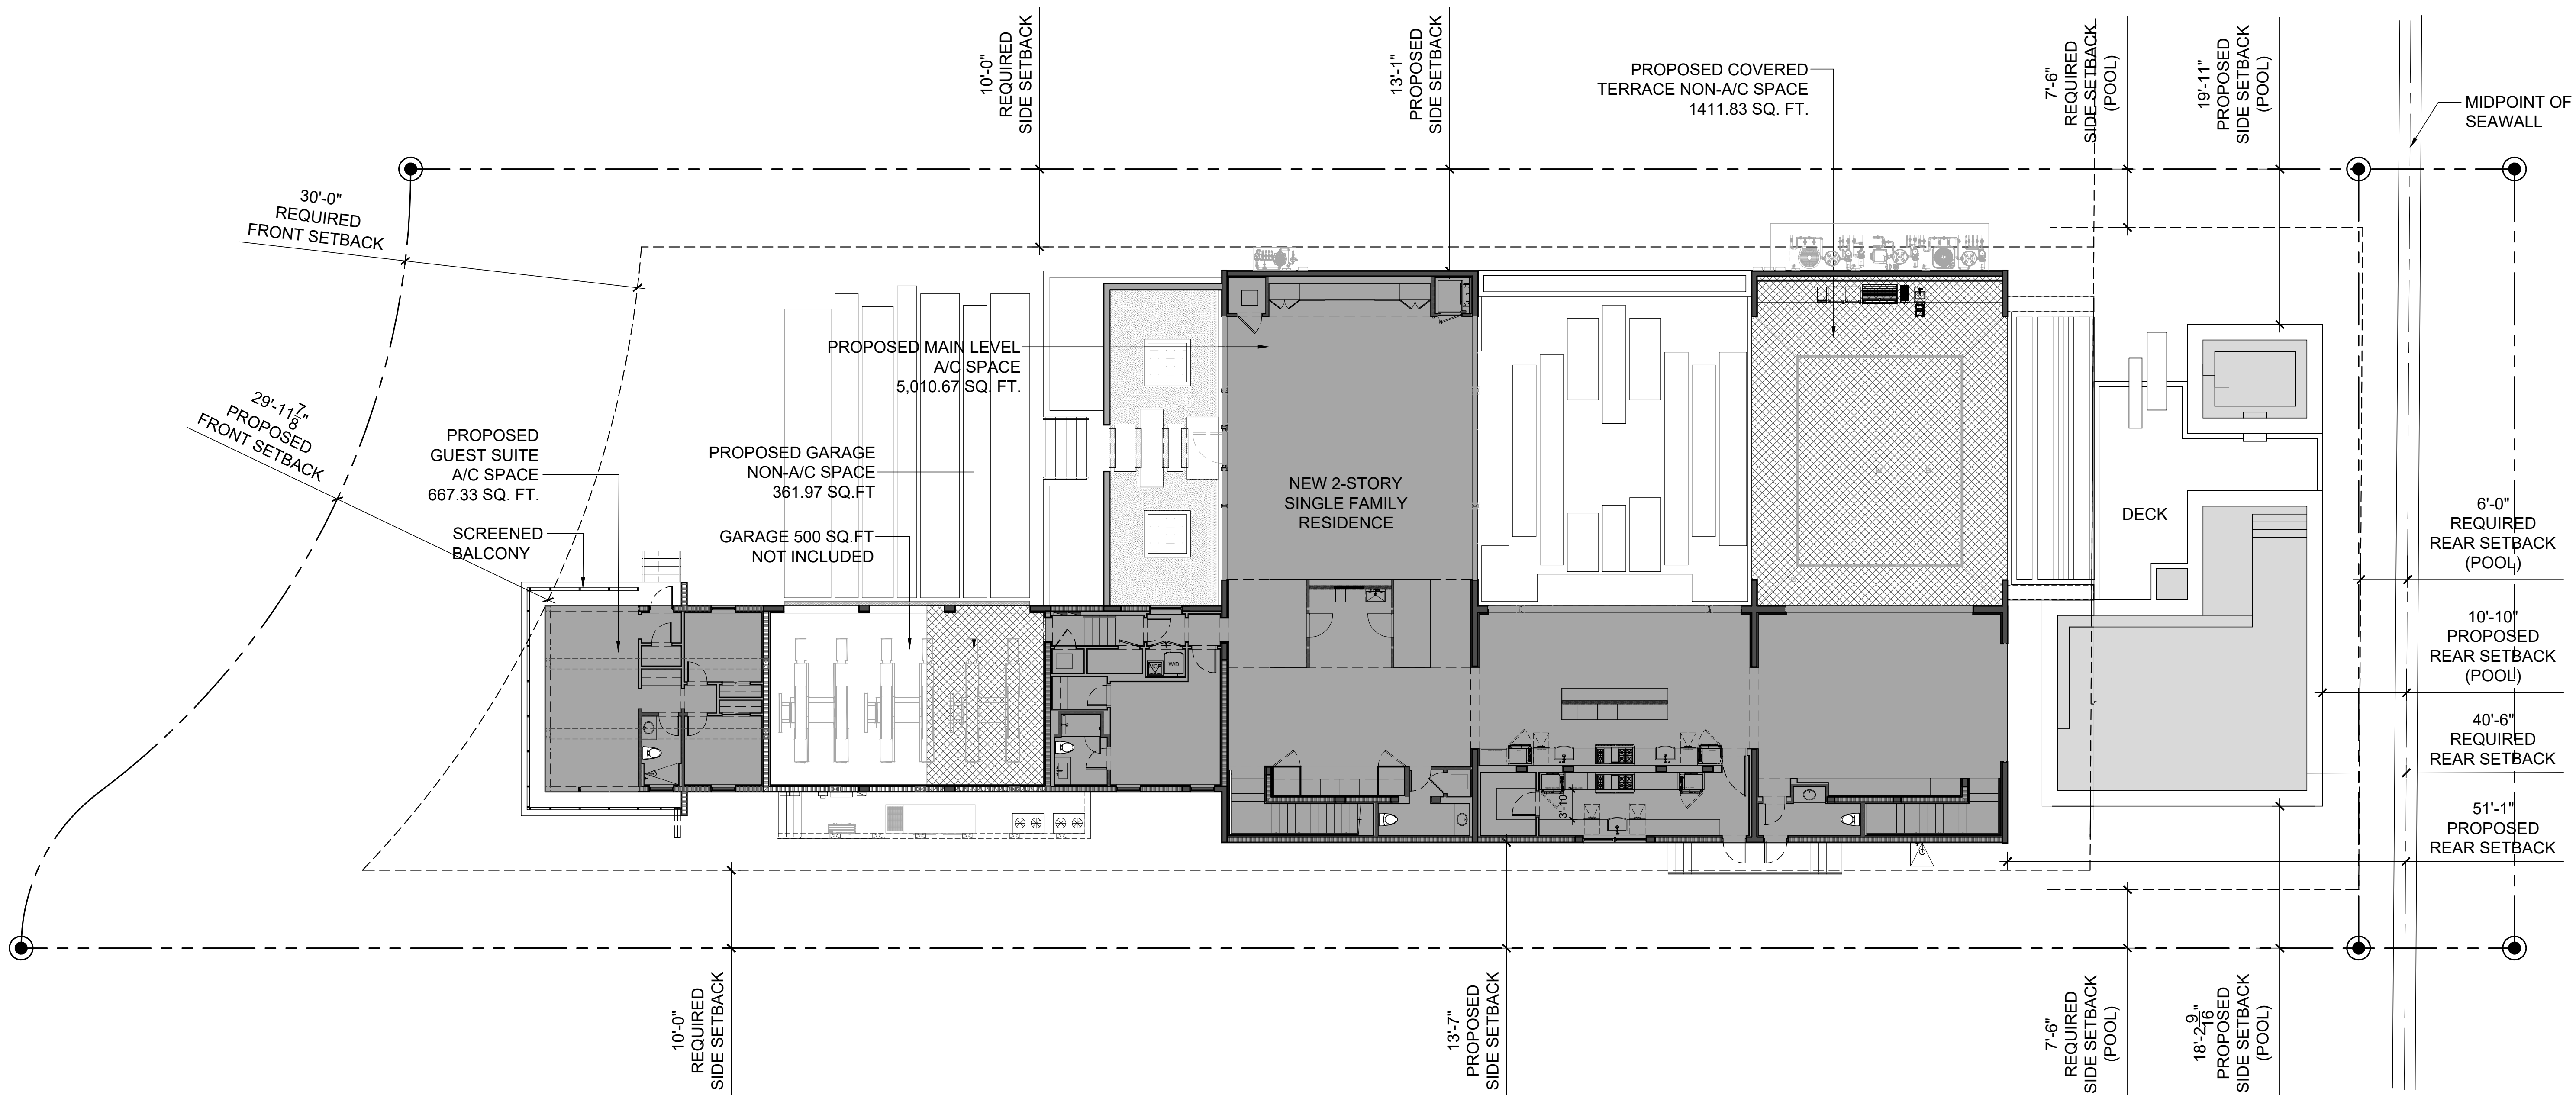 10'-0"
REQUIRED
SIDE SETBACK
13'-1"
PROPOSED
SIDE SETBACK
PROPOSED COVERED
TERRACE NON-A/C SPACE
1411.83 SQ. FT.
7'-6"
REQUIRED
SIDE SETBACK
(POOL)
19'-11"
PROPOSED
SIDE SETBACK
(POOL)
MIDPOINT OF
SEAWALL
30'-0"
REQUIRED
FRONT SETBACK
29'-11 7/8"
PROPOSED
FRONT SETBACK
PROPOSED MAIN LEVEL
A/C SPACE
5,010.67 SQ. FT.
PROPOSED
GUEST SUITE
A/C SPACE
667.33 SQ. FT.
SCREENED
BALCONY
PROPOSED GARAGE
NON-A/C SPACE
361.97 SQ.FT
GARAGE 500 SQ.FT
NOT INCLUDED
NEW 2-STORY
SINGLE FAMILY
RESIDENCE
DECK
W/D
3'-10"
6'-0"
REQUIRED
REAR SETBACK
(POOL)
10'-10"
PROPOSED
REAR SETBACK
(POOL)
40'-6"
REQUIRED
REAR SETBACK
51'-1"
PROPOSED
REAR SETBACK
10'-0"
REQUIRED
SIDE SETBACK
13'-7"
PROPOSED
SIDE SETBACK
7'-6"
REQUIRED
SIDE SETBACK
(POOL)
18'-2 9/16"
PROPOSED
SIDE SETBACK
(POOL)